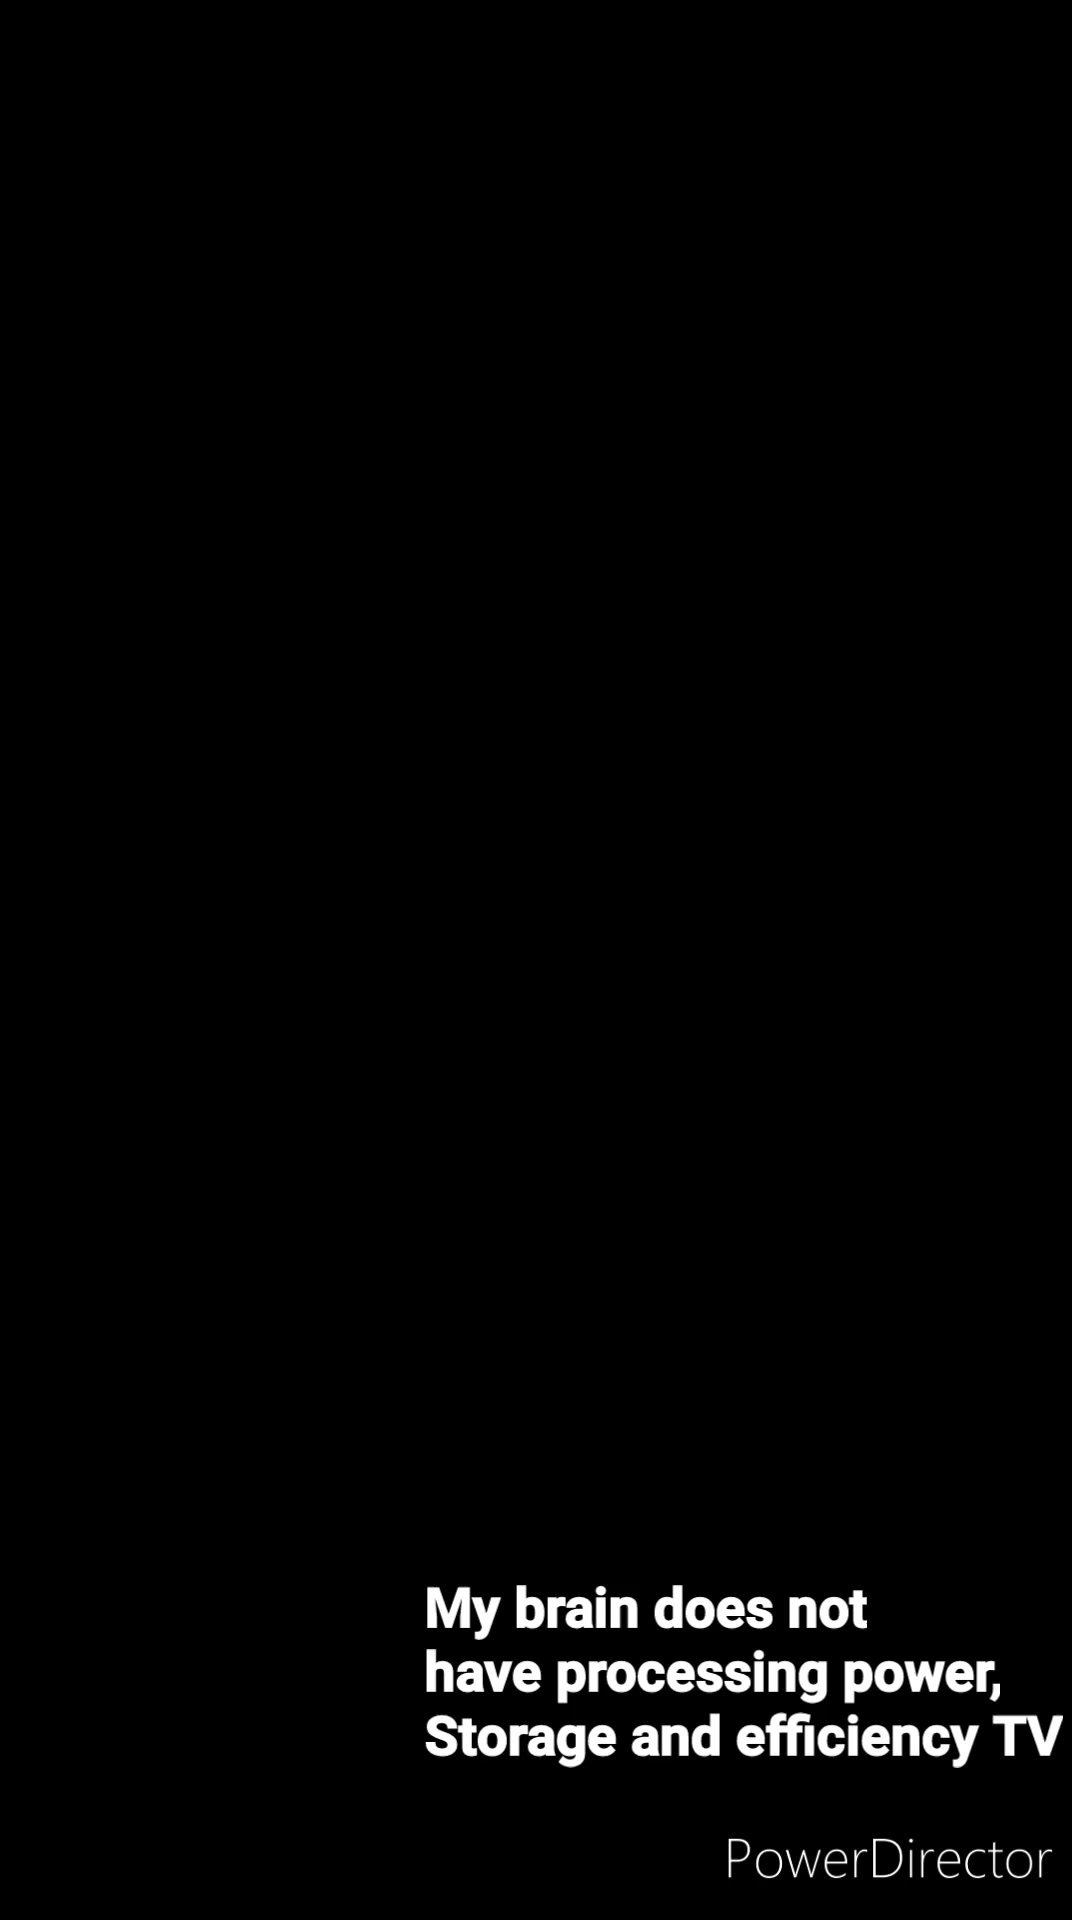 My brain does not
have processing power,
Storage and efficiency TV
PowerDirector